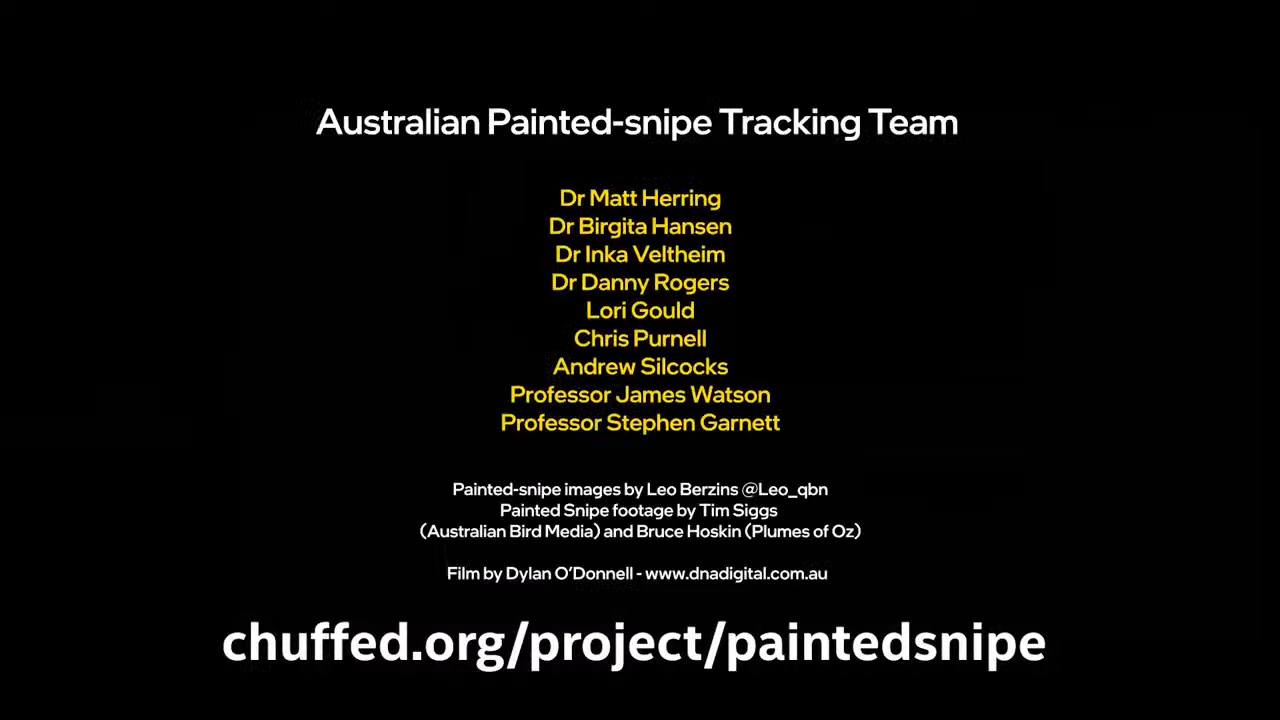 Australian Painted-snipe Tracking Team
Dr Matt Herring
Dr Birgita Hansen
Dr Inka Veltheim
Dr Danny Rogers
Lori Gould
Chris Purnell
Andrew Silcocks
Professor James Watson
Professor Stephen Garnett
Painted-snipe images by Leo Berzins @Leo_qbn
Painted Snipe footage by Tim Siggs
(Australian Bird Media) and Bruce Hoskin (Plumes of Oz)
Film by Dylan O’Donnell - www.dnadigital.com.au
chuffed.org/project/paintedsnipe